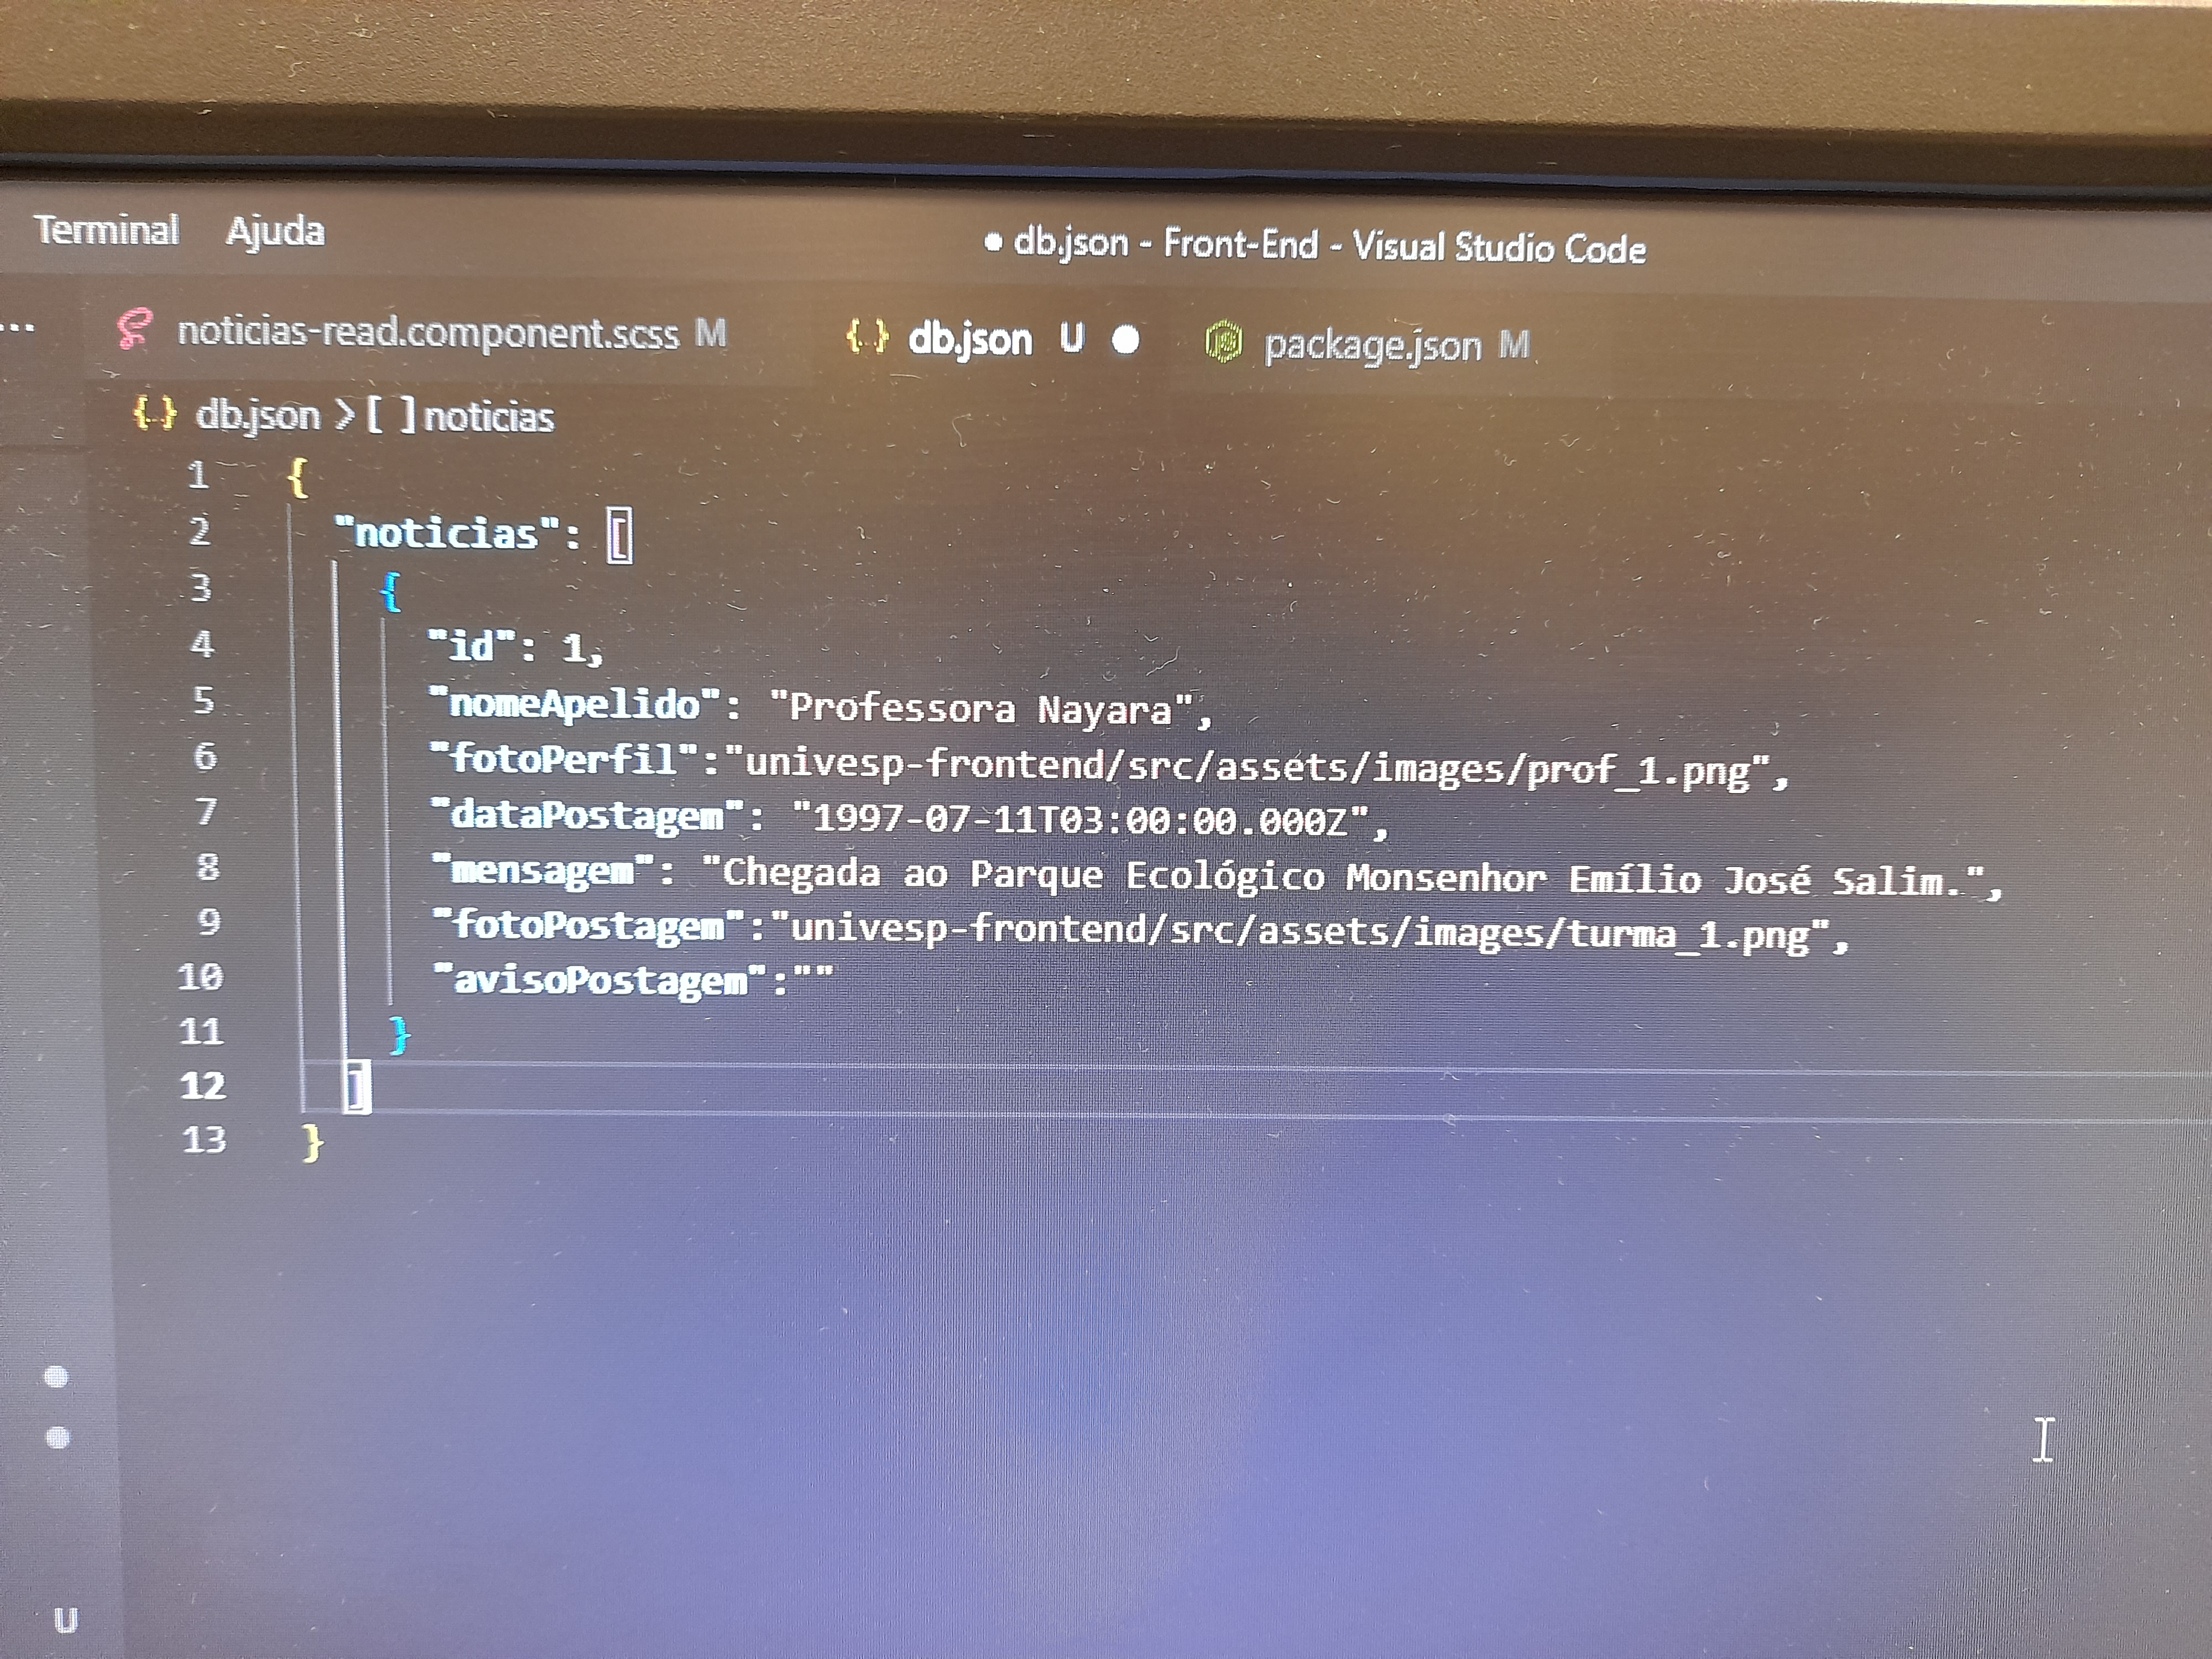 Terminal Ajuda ● db.json - Front-End - Visual Studio Code
... noticias-read.component.scss M {} db.json U ● JS package.json M
{} db.json > [ ] noticias
1 {
2 "noticias": [
3 {
4 "id": 1,
5 "nomeApelido": "Professora Nayara",
6 "fotoPerfil":"univesp-frontend/src/assets/images/prof_1.png",
7 "dataPostagem": "1997-07-11T03:00:00.000Z",
8 "mensagem": "Chegada ao Parque Ecológico Monsenhor Emílio José Salim.",
9 "fotoPostagem":"univesp-frontend/src/assets/images/turma_1.png",
10 "avisoPostagem":""
11 }
12 ]
13 }
U